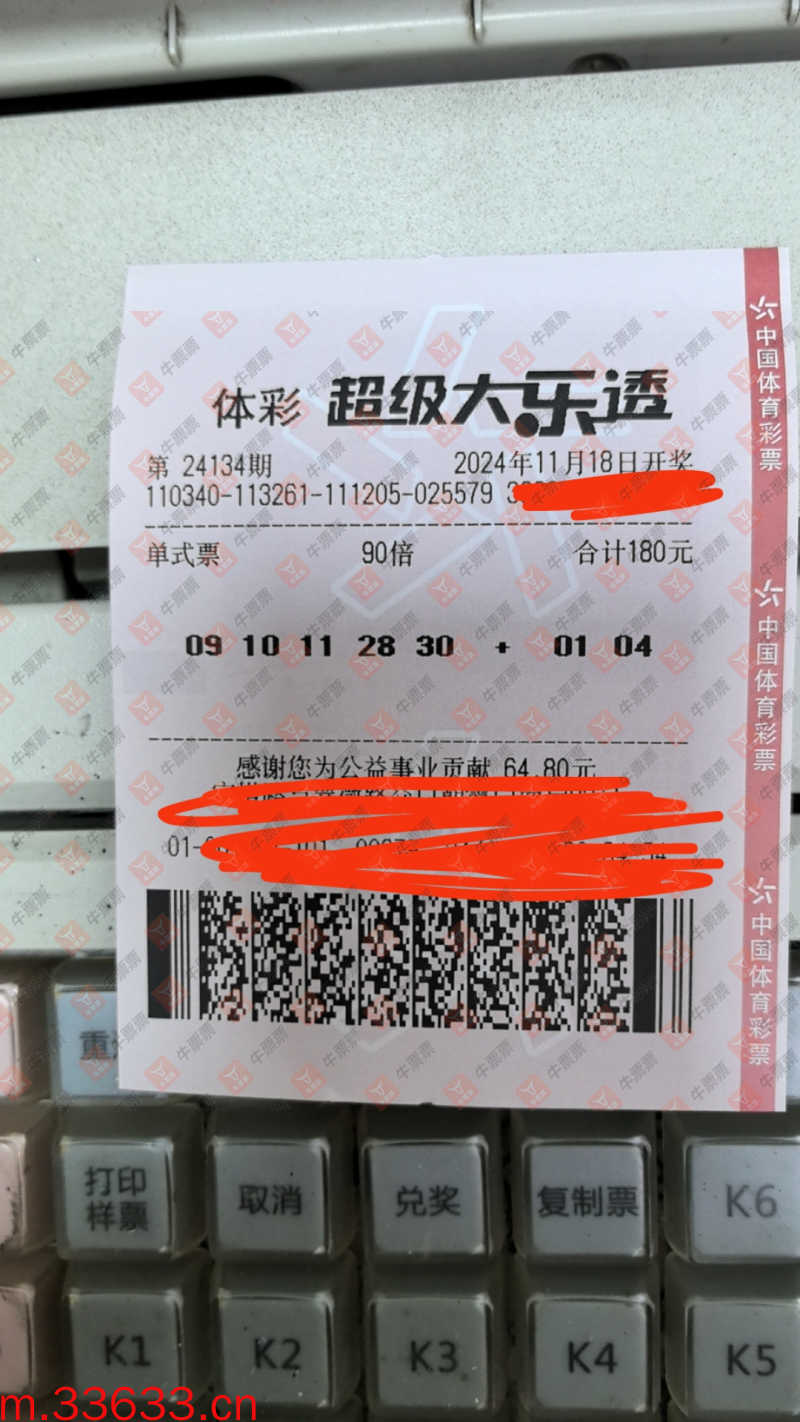 体彩 超级大乐透
第 24134期 2024年11月18日开奖
110340-113261-111205-025579
单式票 90倍 合计180元
09 10 11 28 30 + 01 04
感谢您为公益事业贡献 64.80元
01-
中国体育彩票
中国体育彩票
中国体育彩票
牛票票
打印样票 取消 兑奖 复制票 K6
K1 K2 K3 K4 K5
m.33633.cn